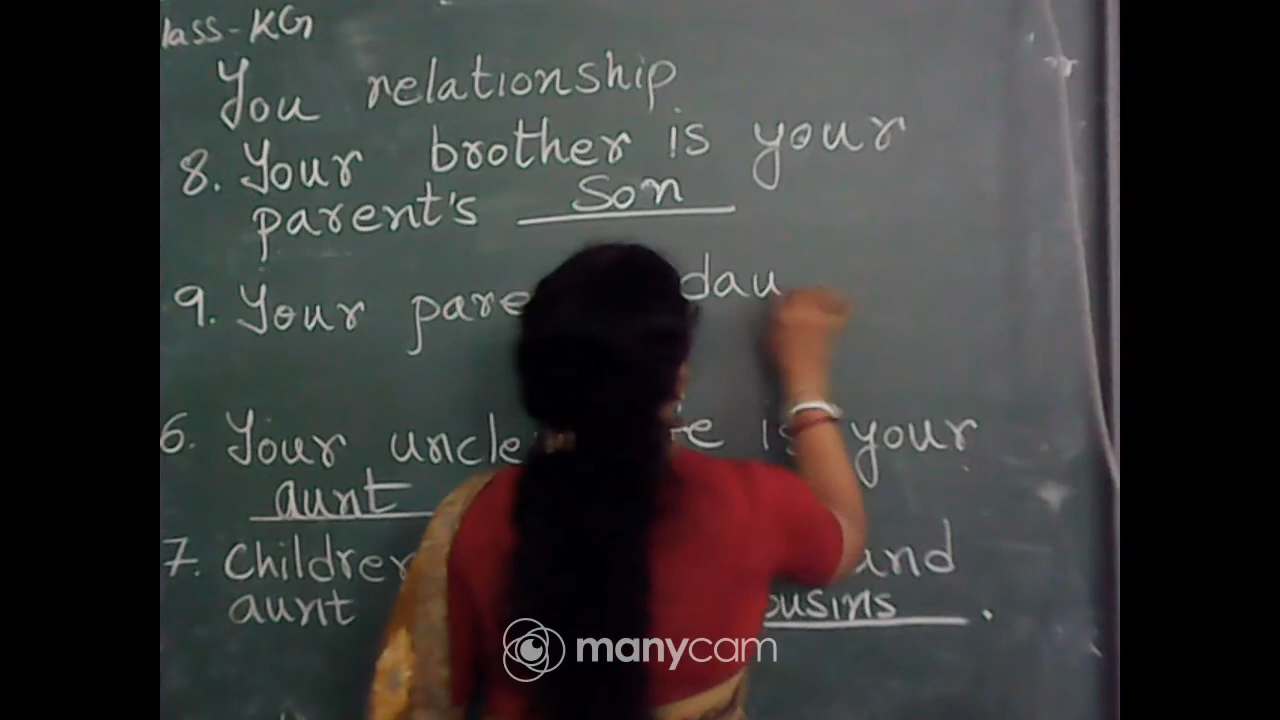 lass-KG
You relationship
8. Your brother is your
parent's Son
9. Your pare dau
6. Your uncle is your
aunt
7. Children and
aunt ousins.
manycam